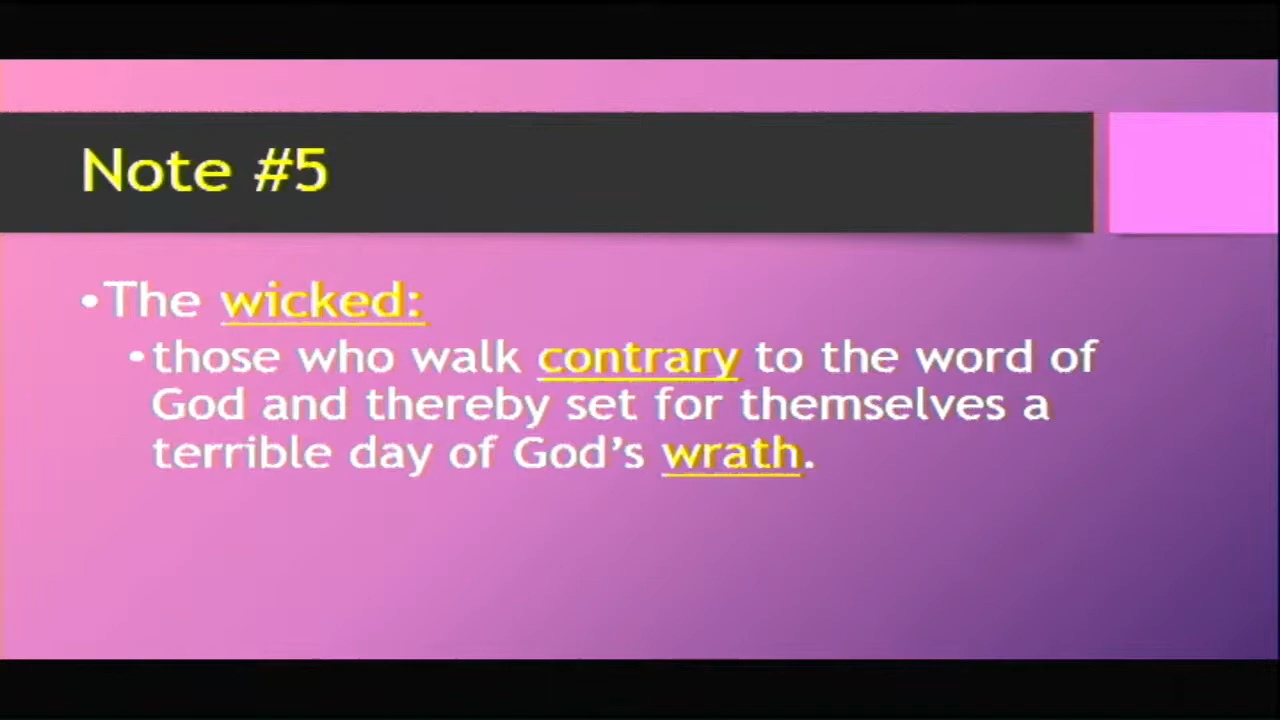 Note #5
•The wicked:
•those who walk contrary to the word of
God and thereby set for themselves a
terrible day of God’s wrath.